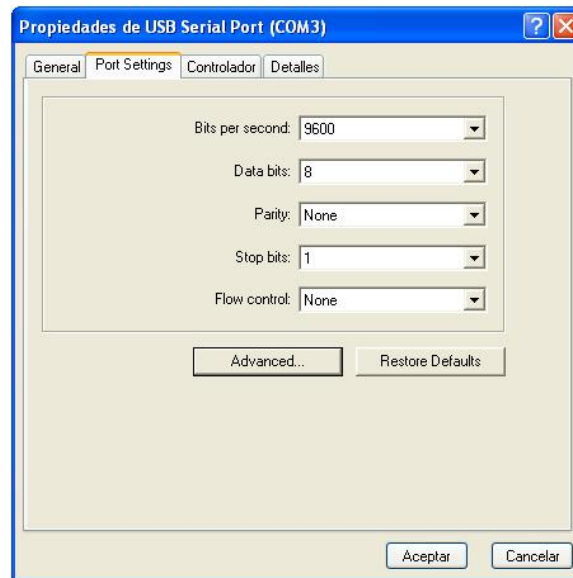 Propiedades de USB Serial Port (COM3)
General Port Settings Controlador Detalles
Bits per second: 9600
Data bits: 8
Parity: None
Stop bits: 1
Flow control: None
Advanced... Restore Defaults
Aceptar Cancelar